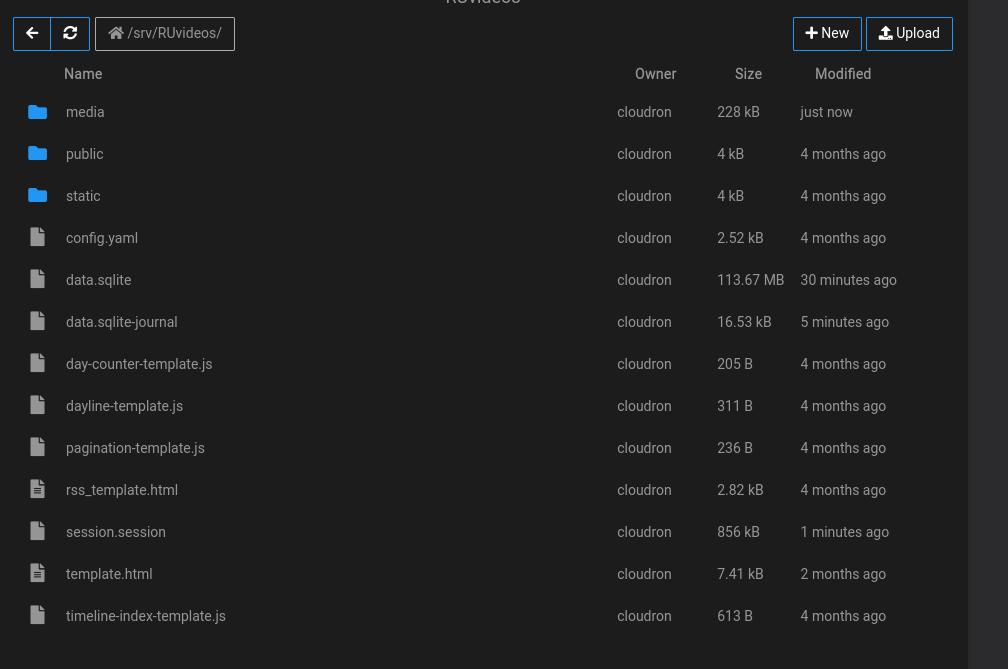 RUvideos
/srv/RUvideos/ New Upload
Name Owner Size Modified
media cloudron 228 kB just now
public cloudron 4 kB 4 months ago
static cloudron 4 kB 4 months ago
config.yaml cloudron 2.52 kB 4 months ago
data.sqlite cloudron 113.67 MB 30 minutes ago
data.sqlite-journal cloudron 16.53 kB 5 minutes ago
day-counter-template.js cloudron 205 B 4 months ago
dayline-template.js cloudron 311 B 4 months ago
pagination-template.js cloudron 236 B 4 months ago
rss_template.html cloudron 2.82 kB 4 months ago
session.session cloudron 856 kB 1 minutes ago
template.html cloudron 7.41 kB 2 months ago
timeline-index-template.js cloudron 613 B 4 months ago